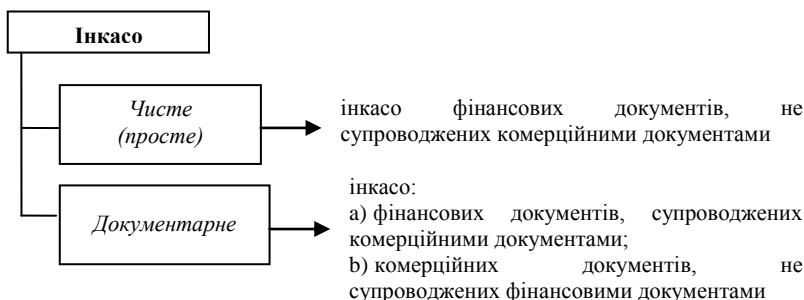 Інкасо
Чисте
(просте)
інкасо фінансових документів, не
супроводжених комерційними документами
Документарне
інкасо:
a) фінансових документів, супроводжених
комерційними документами;
b) комерційних документів, не
супроводжених фінансовими документами